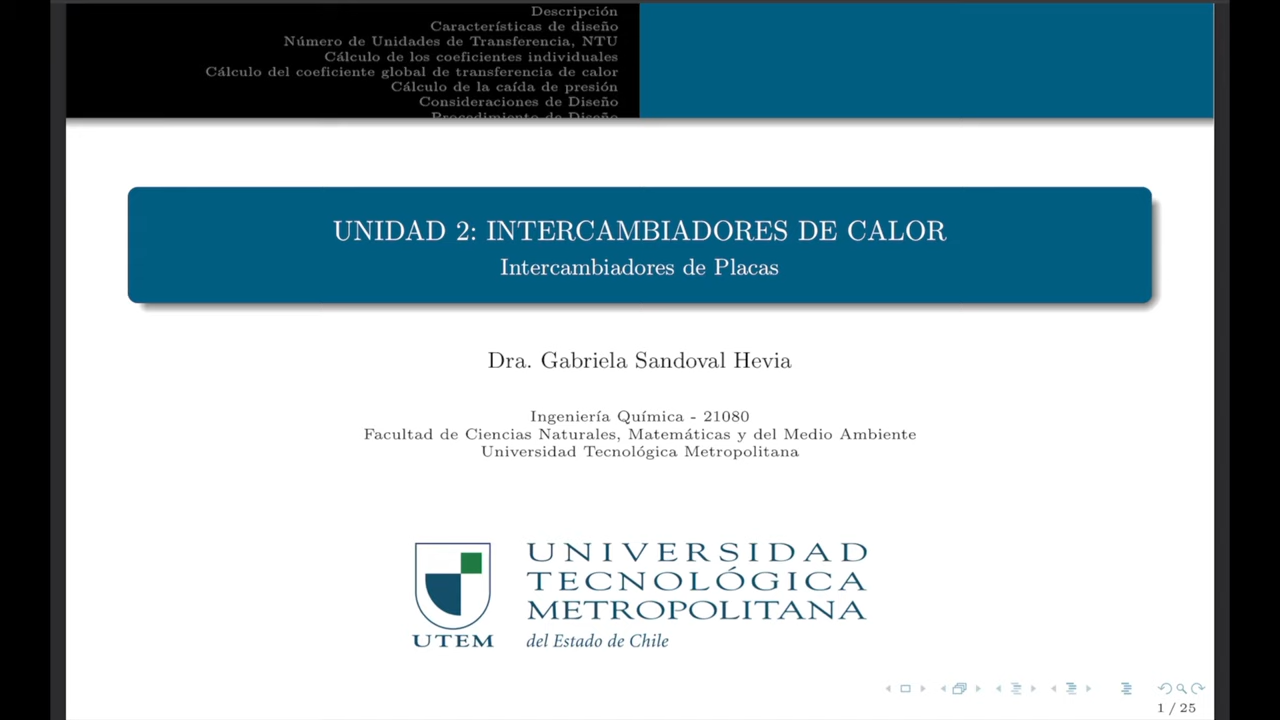 Descripción
Características de diseño
Número de Unidades de Transferencia, NTU
Cálculo de los coeficientes individuales
Cálculo del coeficiente global de transferencia de calor
Cálculo de la caída de presión
Consideraciones de Diseño
Procedimiento de Diseño
UNIDAD 2: INTERCAMBIADORES DE CALOR
Intercambiadores de Placas
Dra. Gabriela Sandoval Hevia
Ingeniería Química - 21080
Facultad de Ciencias Naturales, Matemáticas y del Medio Ambiente
Universidad Tecnológica Metropolitana
UNIVERSIDAD
TECNOLÓGICA
METROPOLITANA
UTEM
del Estado de Chile
1 / 25